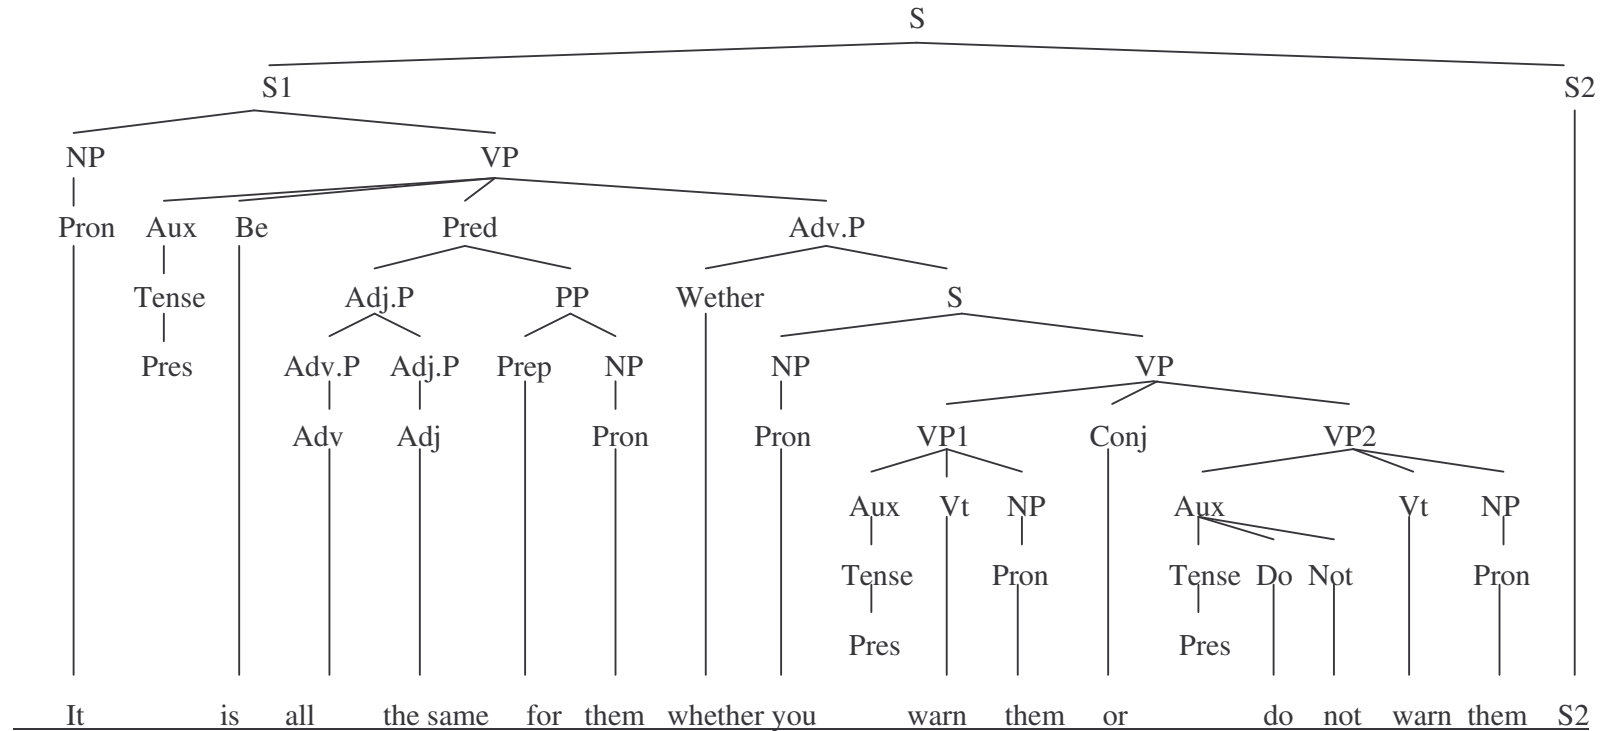 S
S1 S2
NP VP
Pron Aux Be Pred Adv.P
Tense Adj.P PP Wether S
Pres Adv.P Adj.P Prep NP NP VP
Adv Adj Pron Pron VP1 Conj VP2
Aux Vt NP Aux Vt NP
Tense Pron Tense Do Not Pron
Pres Pres
It is all the same for them whether you warn them or do not warn them S2